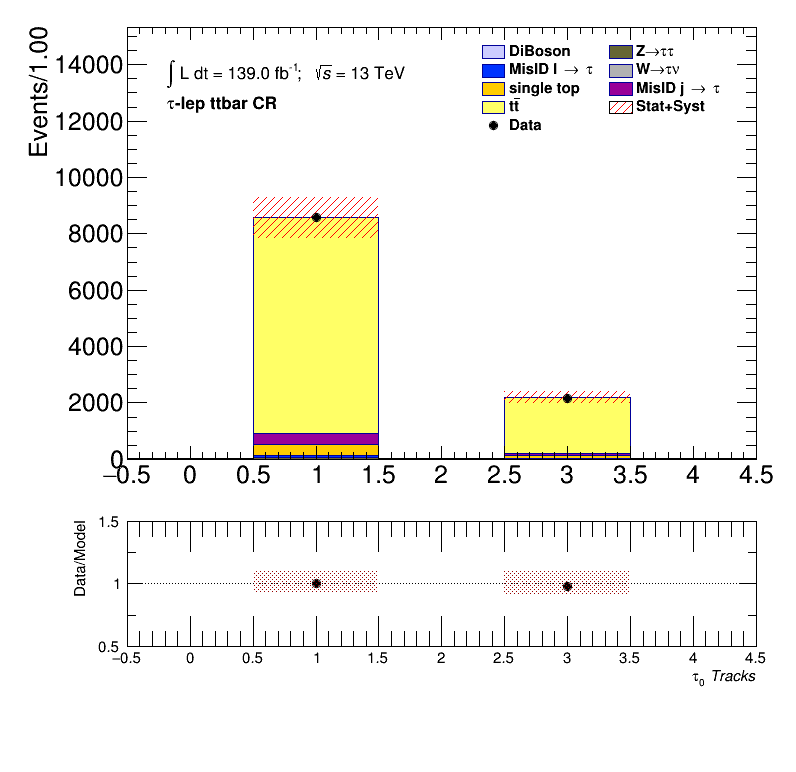 Events/1.00
14000
12000
10000
8000
6000
4000
2000
0
∫ L dt = 139.0 fb⁻¹; √s = 13 TeV
τ-lep ttbar CR
DiBoson
Z→ττ
MisID l → τ
W→τν
single top
MisID j → τ
tt̄
Stat+Syst
Data
−0.5 0 0.5 1 1.5 2 2.5 3 3.5 4 4.5
Data/Model
1.5
1
0.5
−0.5 0 0.5 1 1.5 2 2.5 3 3.5 4 4.5
τ₀ Tracks